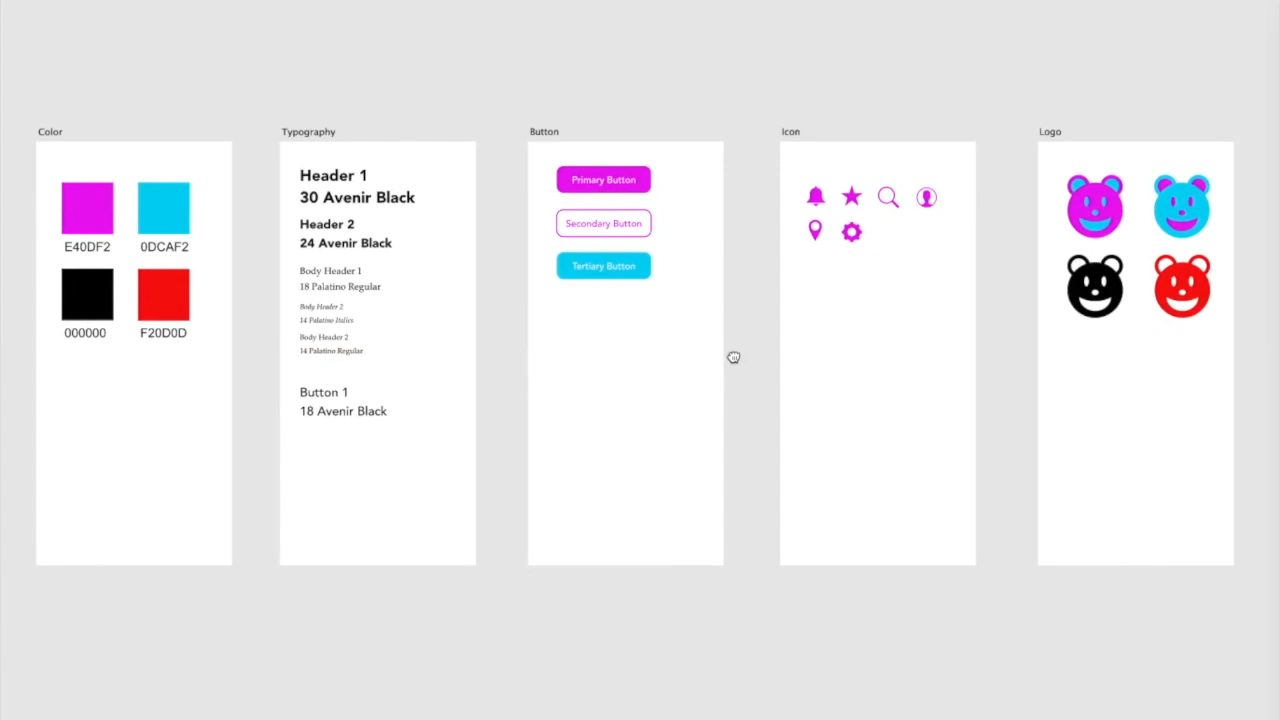 Color
E40DF2
0DCAF2
000000
F20D0D
Typography
Header 1
30 Avenir Black
Header 2
24 Avenir Black
Body Header 1
18 Palatino Regular
Body Header 2
14 Palatino Italics
Body Header 2
14 Palatino Regular
Button 1
18 Avenir Black
Button
Primary Button
Secondary Button
Tertiary Button
Icon
Logo